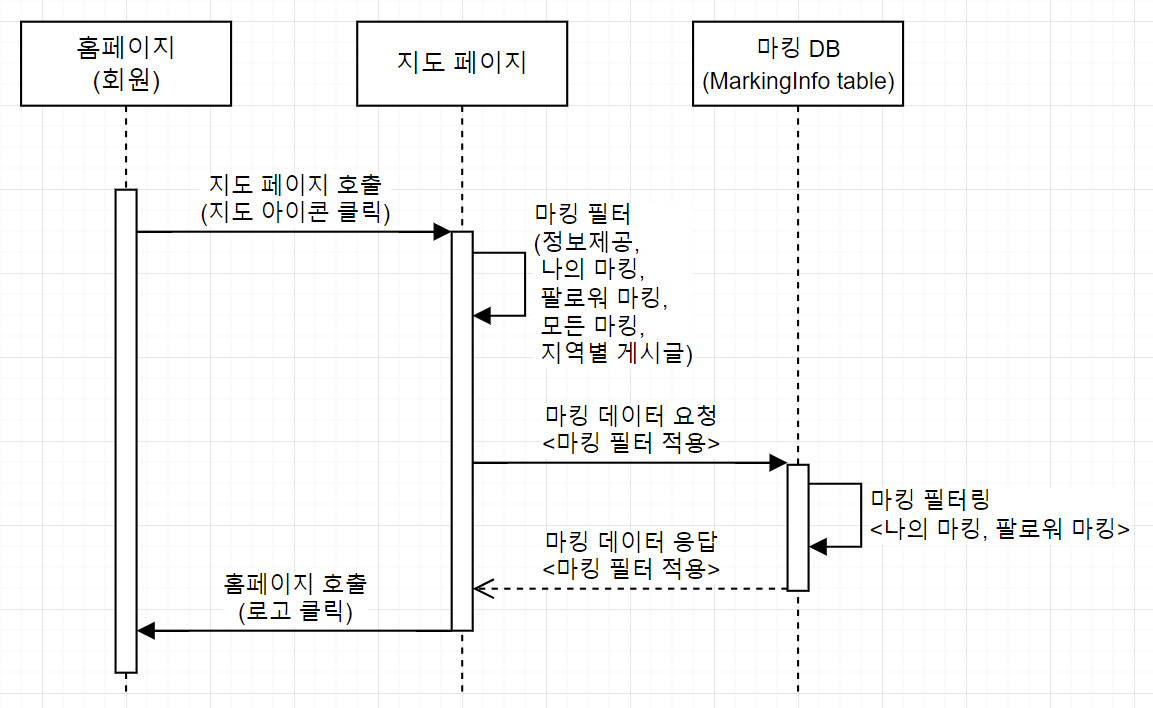 홈페이지
(회원)
지도 페이지
마킹 DB
(MarkingInfo table)
지도 페이지 호출
(지도 아이콘 클릭)
마킹 필터
(정보제공,
나의 마킹,
팔로워 마킹,
모든 마킹,
지역별 게시글)
마킹 데이터 요청
<마킹 필터 적용>
마킹 필터링
<나의 마킹, 팔로워 마킹>
마킹 데이터 응답
<마킹 필터 적용>
홈페이지 호출
(로고 클릭)